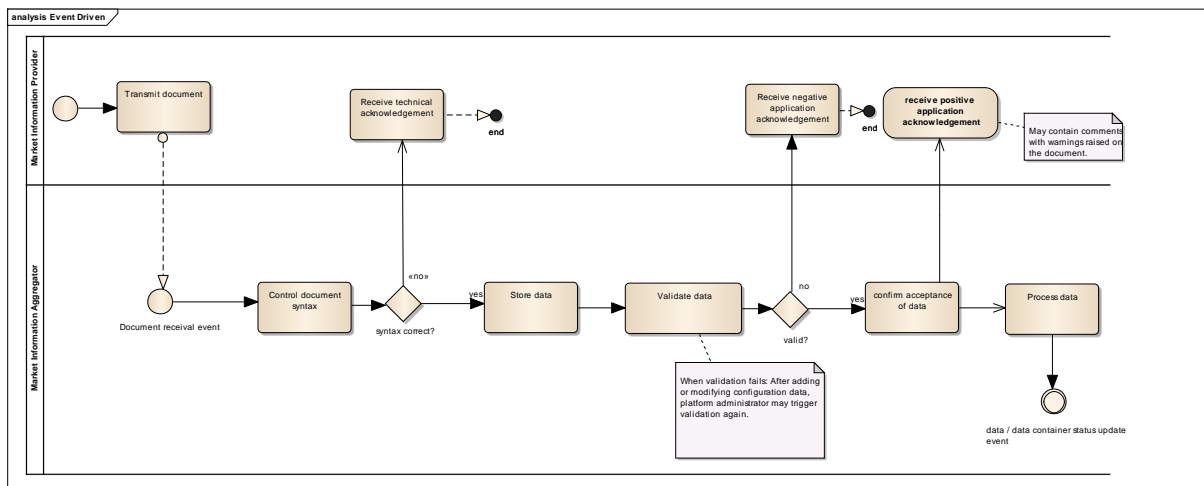 analysis Event Driven
Market Information Provider
Transmit document
Receive technical
acknowledgement
end
Receive negative
application
acknowledgement
end
receive positive
application
acknowledgement
May contain comments
with warnings raised on
the document.
Market Information Aggregator
Document receival event
Control document
syntax
«no»
syntax correct?
yes
Store data
Validate data
When validation fails: After adding
or modifying configuration data,
platform administrator may trigger
validation again.
no
valid?
yes
confirm acceptance
of data
Process data
data / data container status update
event